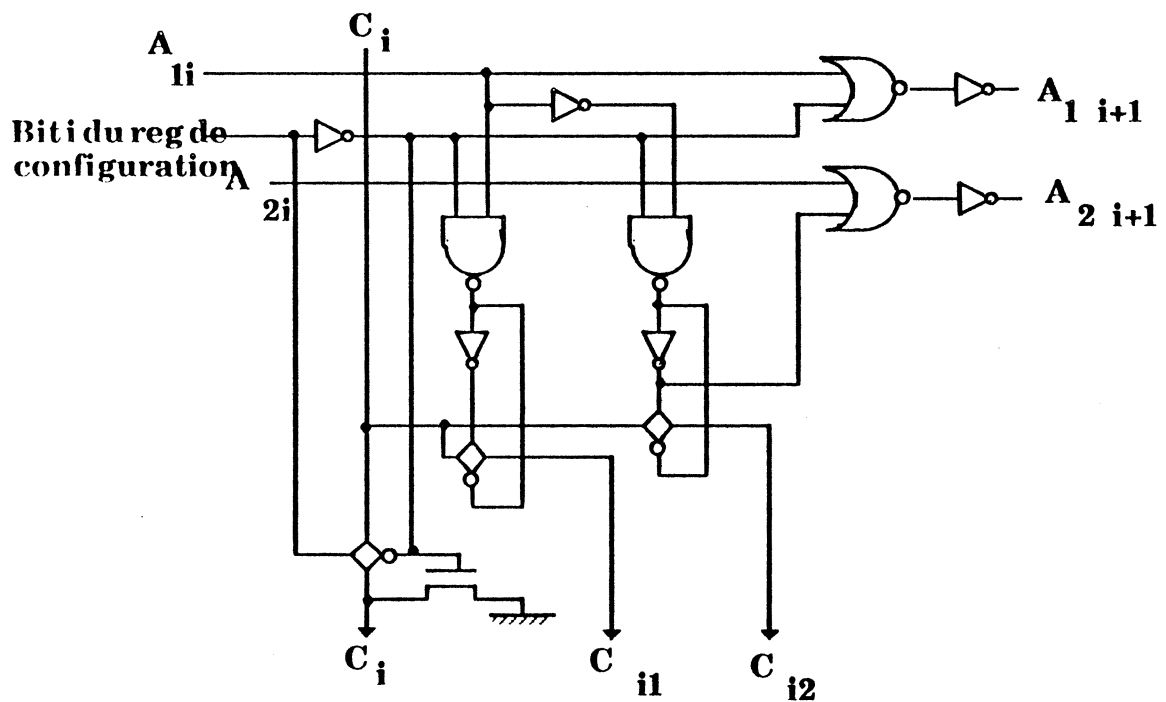 C i
A 1i
A 1 i+1
Bit i du reg de
configuration
A 2i
A 2 i+1
C i
C i1
C i2